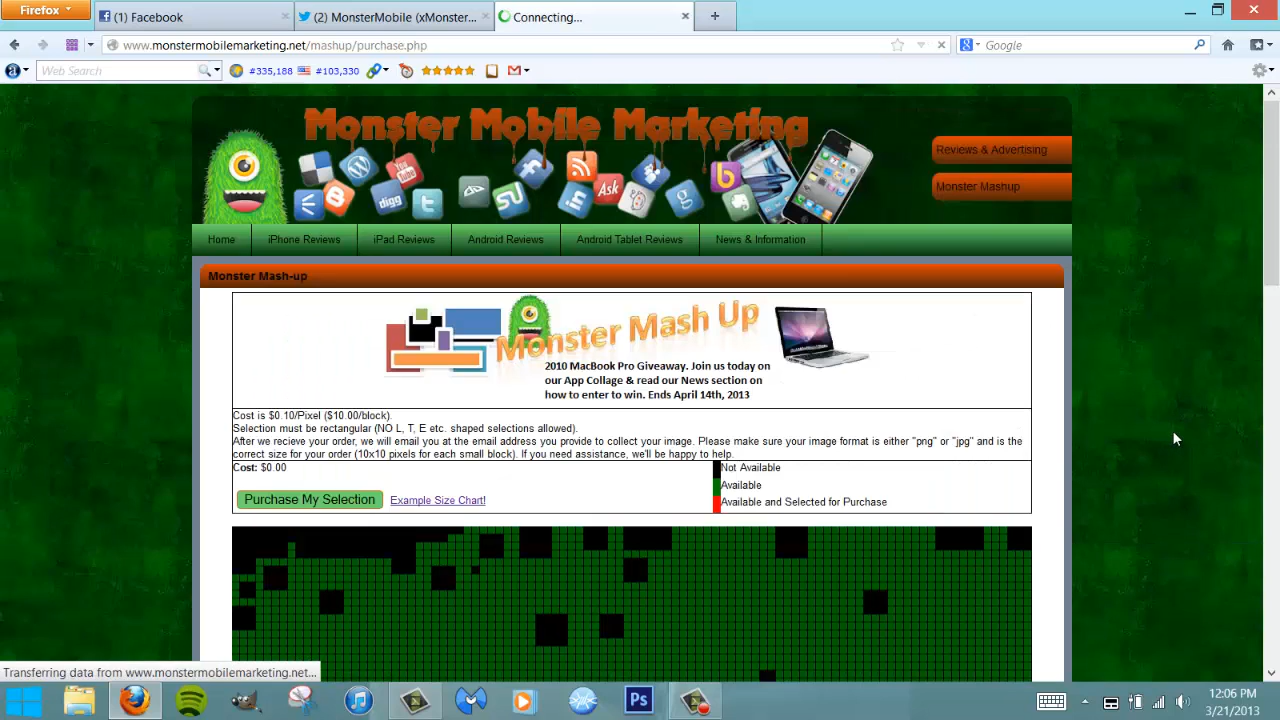 Firefox
(1) Facebook
(2) MonsterMobile (xMonster...
Connecting...
www.monstermobilemarketing.net/mashup/purchase.php
Google
Web Search
#335,188
#103,330
Monster Mobile Marketing
Reviews & Advertising
Monster Mashup
You Tube
digg
Ask
in
Home
iPhone Reviews
iPad Reviews
Android Reviews
Android Tablet Reviews
News & Information
Monster Mash-up
Monster Mash Up
2010 MacBook Pro Giveaway. Join us today on
our App Collage & read our News section on
how to enter to win. Ends April 14th, 2013
Cost is $0.10/Pixel ($10.00/block).
Selection must be rectangular (NO L, T, E etc. shaped selections allowed).
After we recieve your order, we will email you at the email address you provide to collect your image. Please make sure your image format is either "png" or "jpg" and is the
correct size for your order (10x10 pixels for each small block). If you need assistance, we'll be happy to help.
Cost: $0.00
Not Available
Available
Purchase My Selection
Example Size Chart!
Available and Selected for Purchase
Transferring data from www.monstermobilemarketing.net...
Ps
12:06 PM
3/21/2013